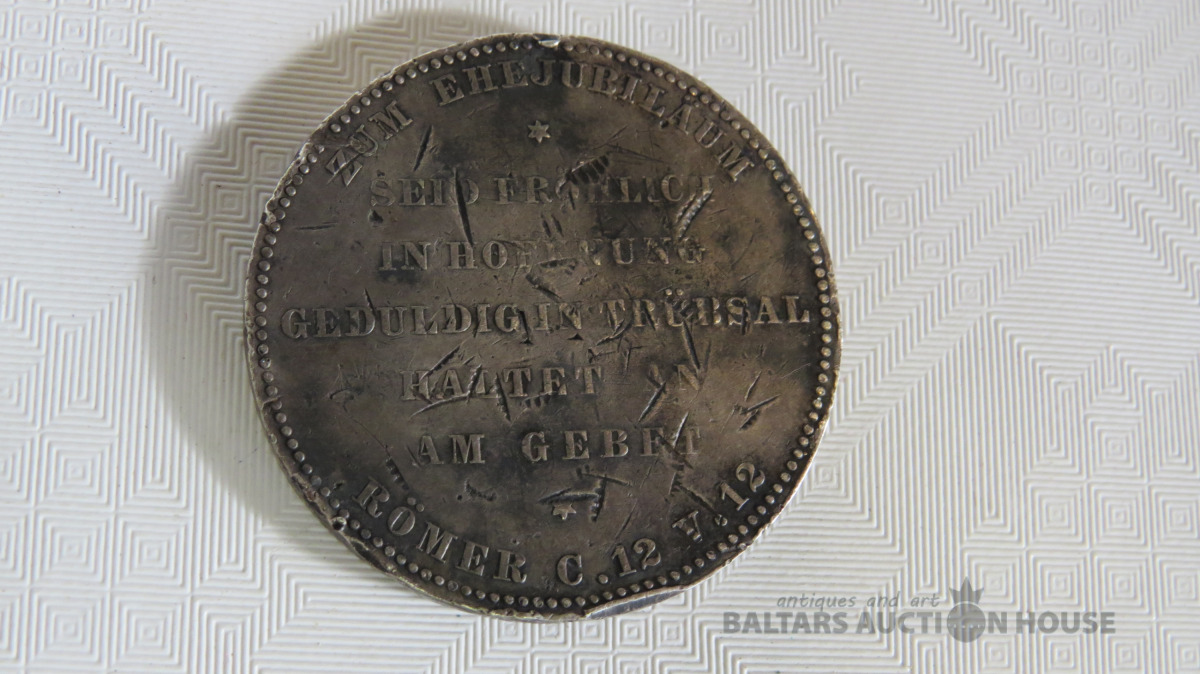 ZUM EHEJUBILÄUM
SEID FRÖHLICH
IN HOFFNUNG
GEDULDIG IN TRÜBSAL
HALTET AN
AM GEBET
RÖMER C. 12 V. 12
antiques and art
BALTARS AUCTION HOUSE